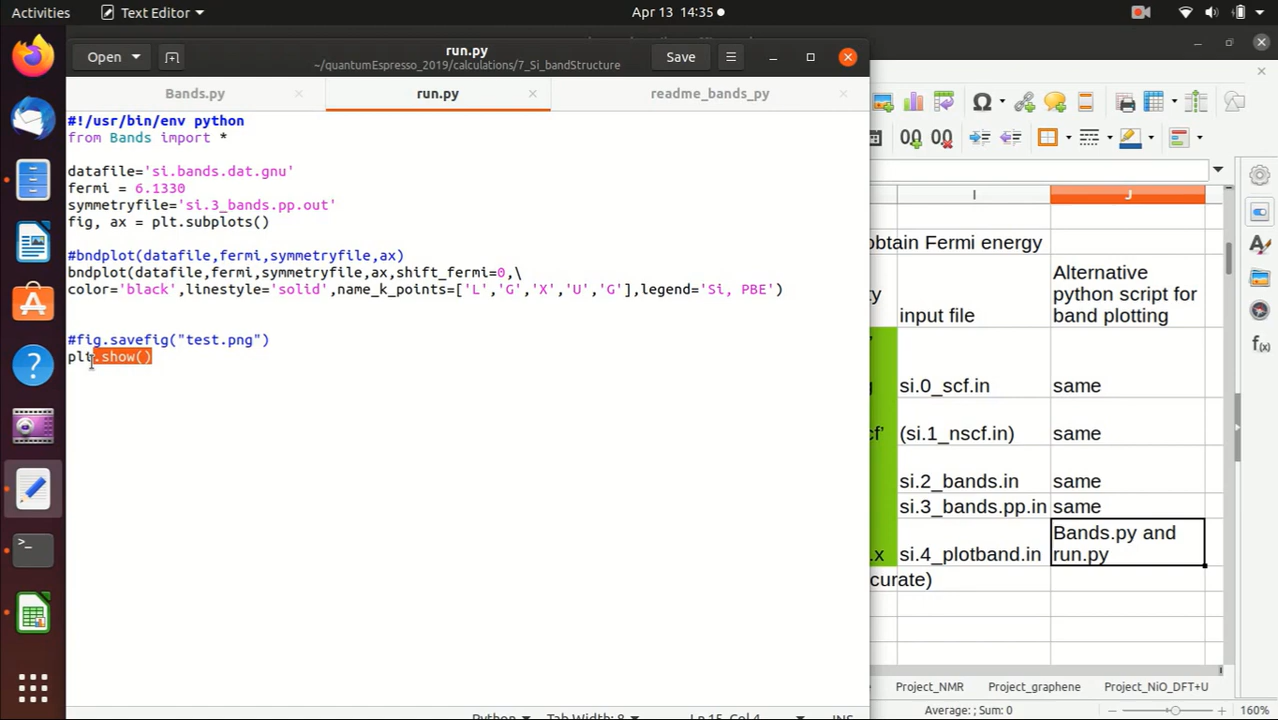 Activities
Text Editor
Apr 13 14:35
Open
run.py
~/quantumEspresso_2019/calculations/7_Si_bandStructure
Save
Bands.py
run.py
readme_bands_py
#!/usr/bin/env python
from Bands import *
datafile='si.bands.dat.gnu'
fermi = 6.1330
symmetryfile='si.3_bands.pp.out'
fig, ax = plt.subplots()
#bndplot(datafile,fermi,symmetryfile,ax)
bndplot(datafile,fermi,symmetryfile,ax,shift_fermi=0,\
color='black',linestyle='solid',name_k_points=['L','G','X','U','G'],legend='Si, PBE')
#fig.savefig("test.png")
plt.show()
Python
Tab Width: 8
Ln 15, Col 4
INS
I
J
obtain Fermi energy
input file
Alternative
python script for
band plotting
si.0_scf.in
same
cf'
(si.1_nscf.in)
same
si.2_bands.in
same
si.3_bands.pp.in
same
.x
si.4_plotband.in
Bands.py and
run.py
curate)
Project_NMR
Project_graphene
Project_NiO_DFT+U
Average: ; Sum: 0
160%